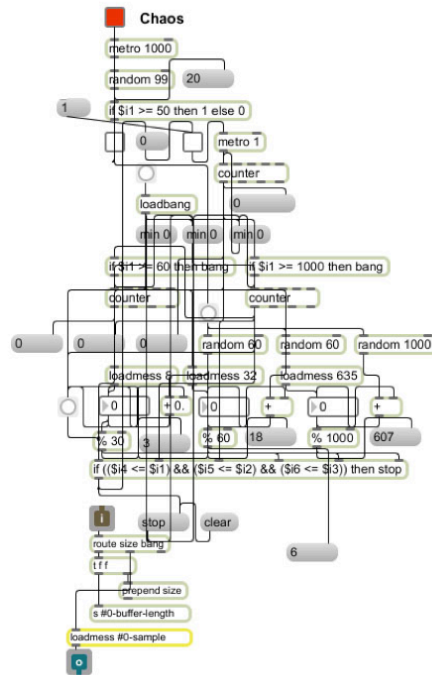 Chaos
metro 1000
random 99 20
1 if $i1 >= 50 then 1 else 0
0 metro 1
counter
loadbang 0
min 0 min 0 min 0
if $i1 >= 60 then bang if $i1 >= 1000 then bang
counter counter
0 0 0 random 60 random 60 random 1000
loadmess 8 loadmess 32 loadmess 635
0 + 0. 0 + 0 +
% 30 3 % 60 18 % 1000 607
if (($i4 <= $i1) && ($i5 <= $i2) && ($i6 <= $i3)) then stop
i stop clear
route size bang 6
t f f
prepend size
s #0-buffer-length
loadmess #0-sample
o